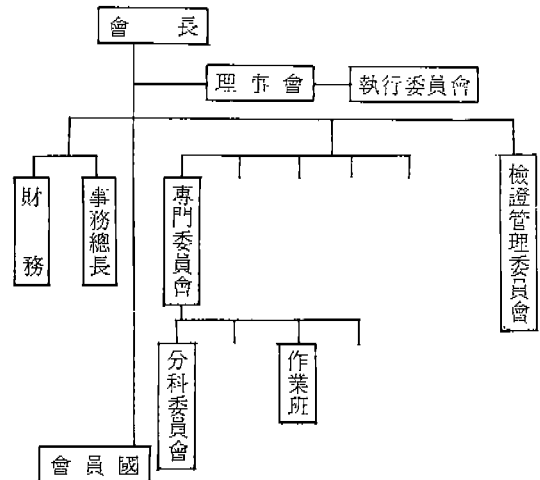 會長
理事會
執行委員會
財務
事務總長
專門委員會
檢證管理委員會
分科委員會
作業班
會員國